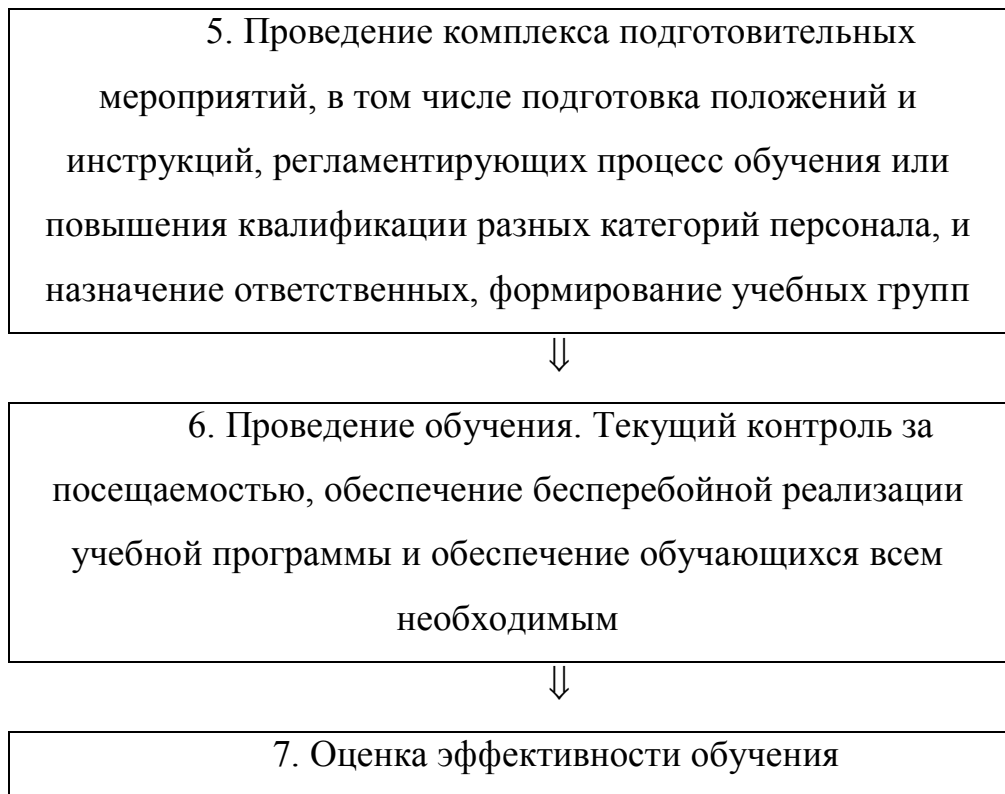 5. Проведение комплекса подготовительных
мероприятий, в том числе подготовка положений и
инструкций, регламентирующих процесс обучения или
повышения квалификации разных категорий персонала, и
назначение ответственных, формирование учебных групп
⇓
6. Проведение обучения. Текущий контроль за
посещаемостью, обеспечение бесперебойной реализации
учебной программы и обеспечение обучающихся всем
необходимым
⇓
7. Оценка эффективности обучения